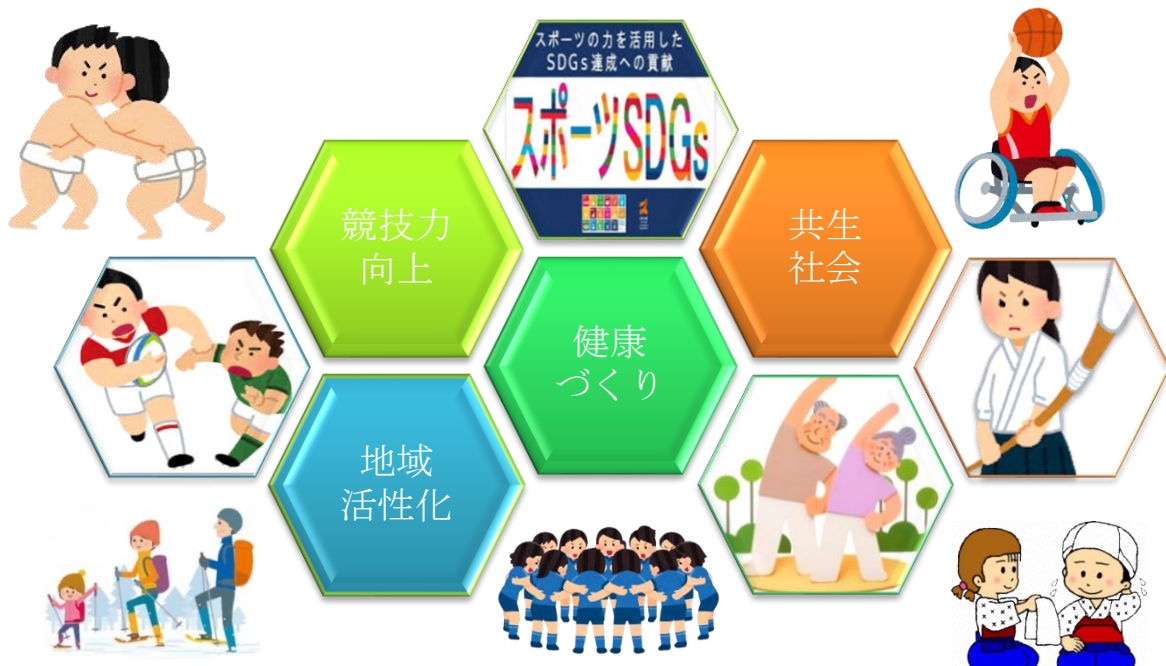 スポーツの力を活用した
SDGs達成への貢献
スポーツSDGs
競技力
向上
共生
社会
健康
づくり
地域
活性化